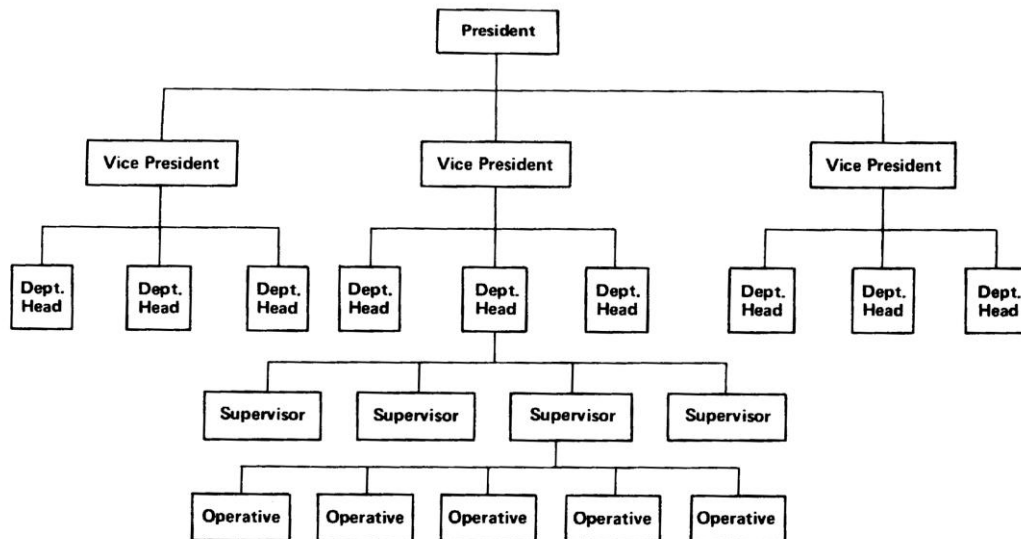 President
Vice President
Vice President
Vice President
Dept.
Head
Dept.
Head
Dept.
Head
Dept.
Head
Dept.
Head
Dept.
Head
Dept.
Head
Dept.
Head
Dept.
Head
Supervisor
Supervisor
Supervisor
Supervisor
Operative
Operative
Operative
Operative
Operative